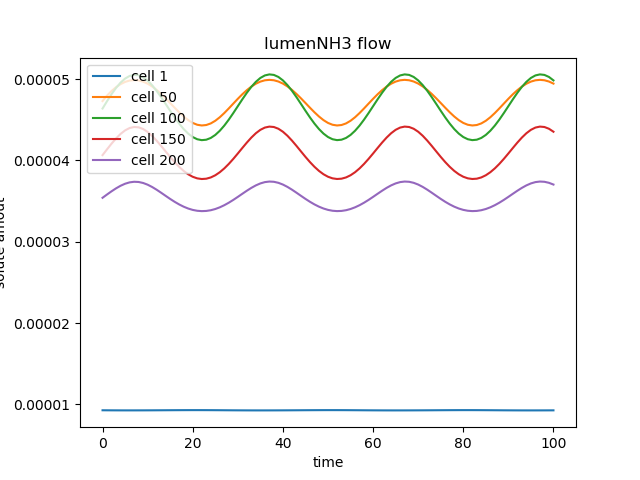 lumenNH3 flow
cell 1
cell 50
cell 100
cell 150
cell 200
0.00005
0.00004
0.00003
0.00002
0.00001
solute amout
0
20
40
60
80
100
time